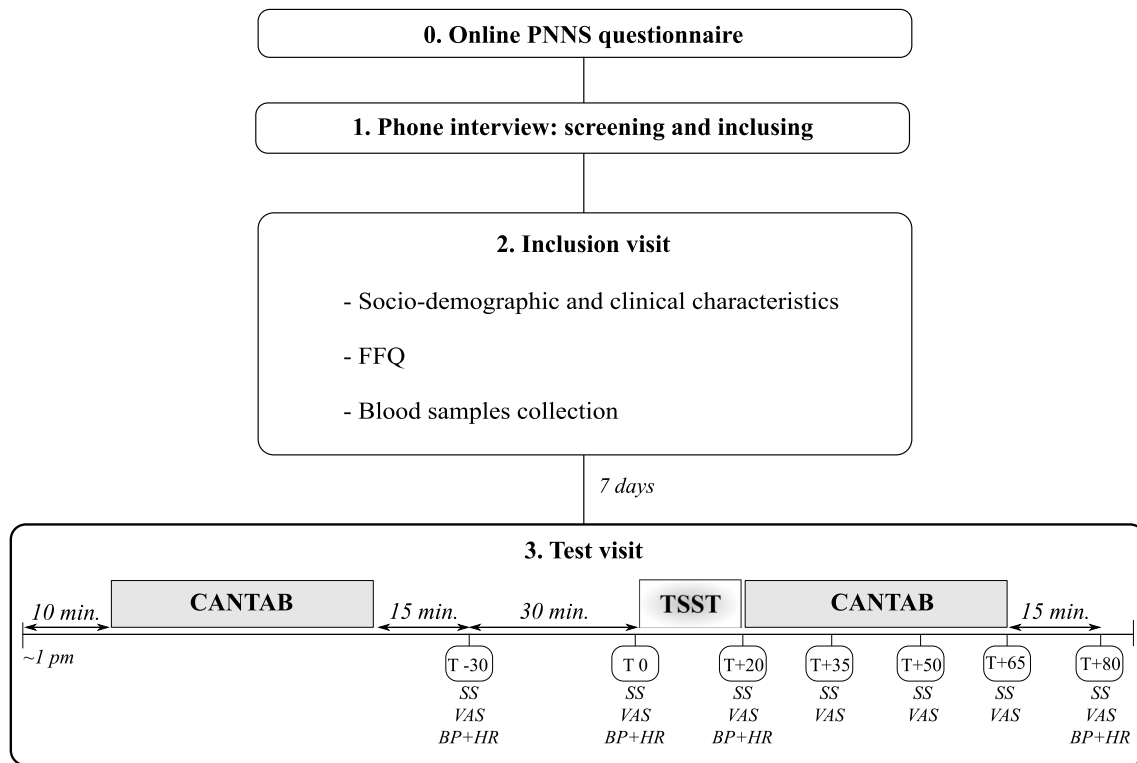 0. Online PNNS questionnaire
1. Phone interview: screening and inclusing
2. Inclusion visit
- Socio-demographic and clinical characteristics
- FFQ
- Blood samples collection
7 days
3. Test visit
10 min. CANTAB 15 min. 30 min. TSST CANTAB 15 min.
~1 pm T -30 T 0 T+20 T+35 T+50 T+65 T+80
SS SS SS SS SS SS SS
VAS VAS VAS VAS VAS VAS VAS
BP+HR BP+HR BP+HR BP+HR